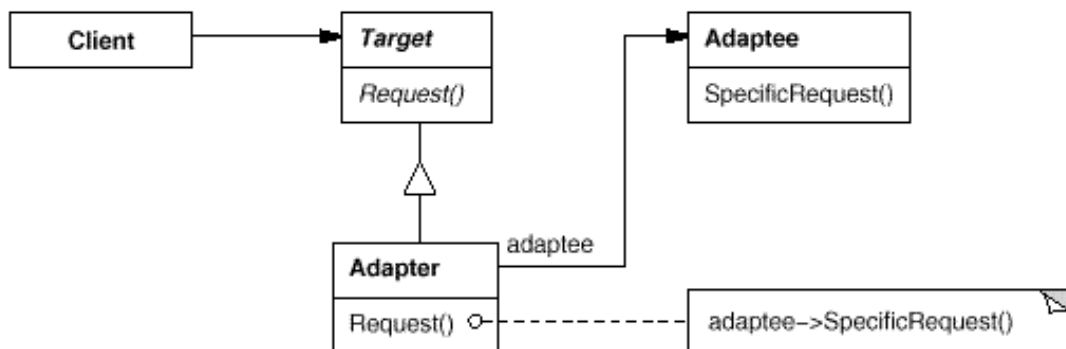 Client
Target
Request()
Adaptee
SpecificRequest()
adaptee
Adapter
Request()
adaptee->SpecificRequest()